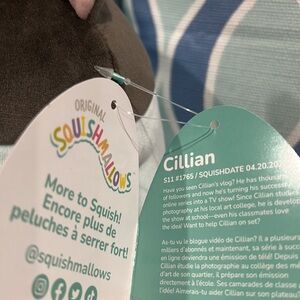 ORIGINAL
SQUISHMALLOWS
More to Squish!
Encore plus de
peluches à serrer fort!
@squishmallows
Cillian
S11 #1765 / SQUISHDATE 04.20.20
Have you seen Cillian's vlog? He has thousand
of followers and now he's turning his success
online series into a TV show! Since Cillian studies
photography at his local art college, he is develo
the show at school—even his classmates love
the idea! Want to help Cillian on set?
As-tu vu le blogue vidéo de Cillian? Il a plusieurs
milliers d'abonnés et maintenant, sa série à succ
en ligne deviendra une émission de télé! Depuis
Cillian étudie la photographie au collège des mé
d'art de son quartier, il prépare son émission
directement à l'école. Ses camarades de classe
l'idée! Aimerais-tu aider Cillian sur son plateau